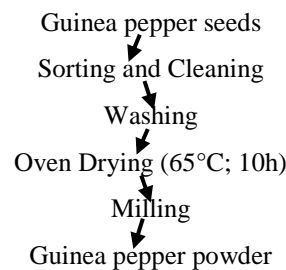 Guinea pepper seeds
Sorting and Cleaning
Washing
Oven Drying (65°C; 10h)
Milling
Guinea pepper powder